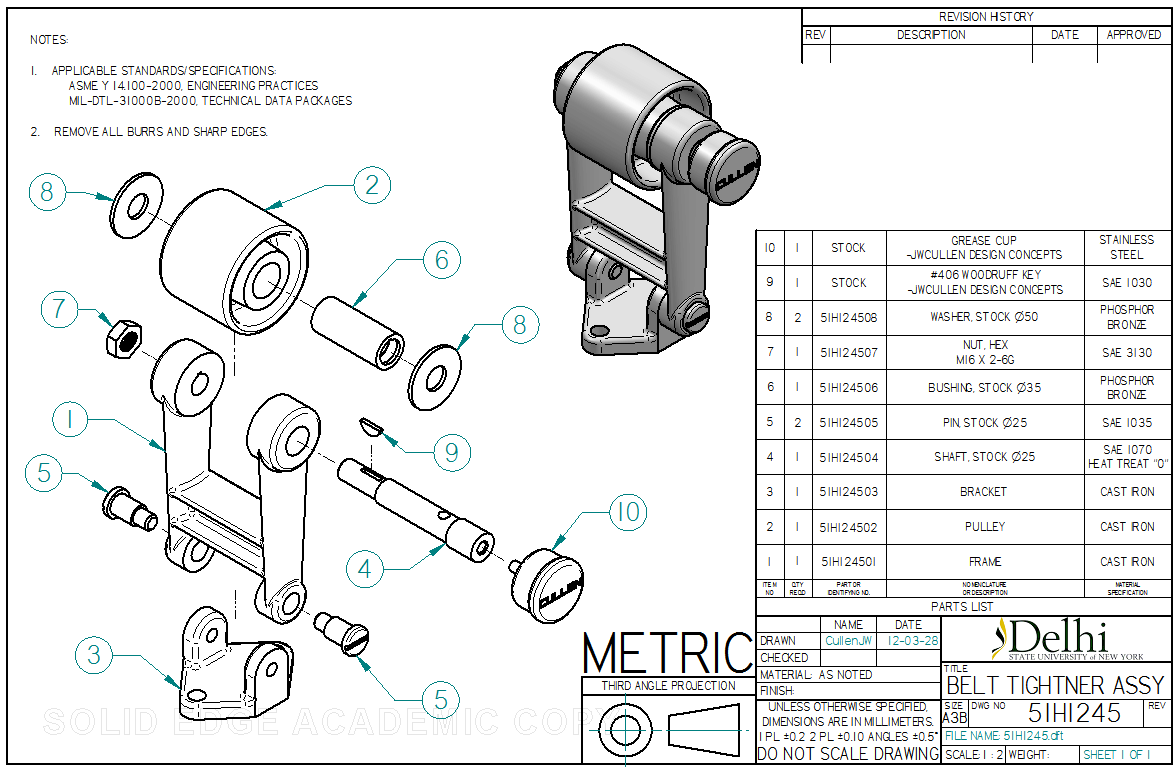 REVISION HISTORY
REV DESCRIPTION DATE APPROVED
NOTES:
1. APPLICABLE STANDARDS/SPECIFICATIONS:
ASME Y 14.100-2000, ENGINEERING PRACTICES
MIL-DTL-31000B-2000, TECHNICAL DATA PACKAGES
2. REMOVE ALL BURRS AND SHARP EDGES.
CULLEN
8
2
6
7
8
1
9
5
10
4
CULLEN
3
5
10 1 STOCK GREASE CUP -JWCULLEN DESIGN CONCEPTS STAINLESS STEEL
9 1 STOCK #406 WOODRUFF KEY -JWCULLEN DESIGN CONCEPTS SAE 1030
8 2 51H124508 WASHER, STOCK Ø50 PHOSPHOR BRONZE
7 1 51H124507 NUT, HEX M16 X 2-6G SAE 3130
6 1 51H124506 BUSHING, STOCK Ø35 PHOSPHOR BRONZE
5 2 51H124505 PIN, STOCK Ø25 SAE 1035
4 1 51H124504 SHAFT, STOCK Ø25 SAE 1070 HEAT TREAT "O"
3 1 51H124503 BRACKET CAST IRON
2 1 51H124502 PULLEY CAST IRON
1 1 51H124501 FRAME CAST IRON
ITEM NO QTY REQD PART OR IDENTIFYING NO. NOMENCLATURE OR DESCRIPTION MATERIAL SPECIFICATION
PARTS LIST
NAME DATE
DRAWN CullenJW 12-03-28
CHECKED
MATERIAL: AS NOTED
FINISH:
UNLESS OTHERWISE SPECIFIED,
DIMENSIONS ARE IN MILLIMETERS.
1 PL ±0.2 2 PL ±0.10 ANGLES ±0.5°
DO NOT SCALE DRAWING
Delhi
STATE UNIVERSITY of NEW YORK
TITLE
BELT TIGHTNER ASSY
SIZE A3B DWG NO 51H1245 REV
FILE NAME: 51H1245.dft
SCALE: 1 : 2 WEIGHT: SHEET 1 OF 1
METRIC
THIRD ANGLE PROJECTION
SOLID EDGE ACADEMIC COPY